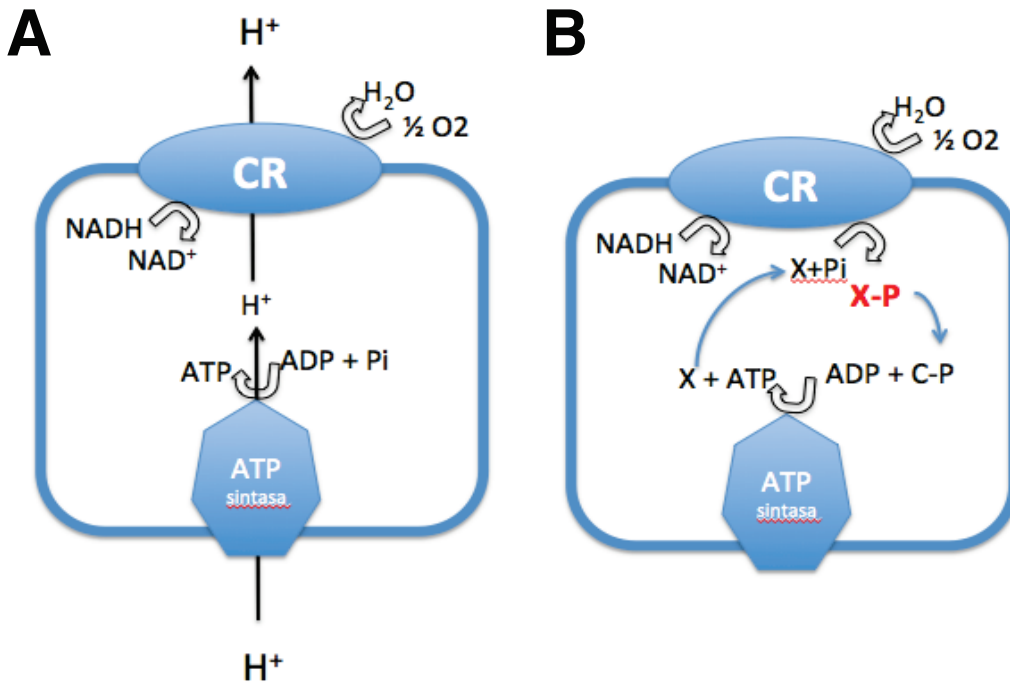 A
H⁺
H₂O
½ O2
CR
NADH
NAD⁺
H⁺
ATP
ADP + Pi
ATP
sintasa
H⁺
B
H₂O
½ O2
CR
NADH
NAD⁺
X+Pi
X-P
X + ATP
ADP + C-P
ATP
sintasa